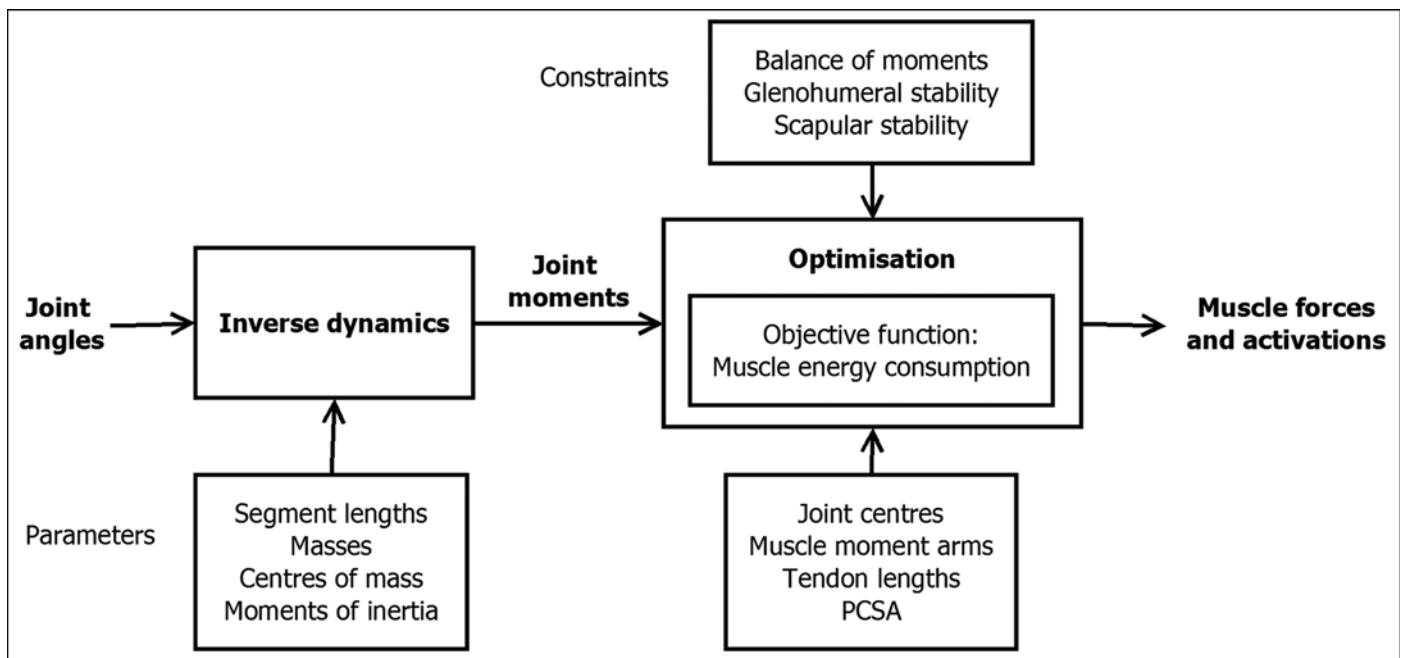 Constraints
Balance of moments
Glenohumeral stability
Scapular stability
Joint
angles
Inverse dynamics
Joint
moments
Optimisation
Objective function:
Muscle energy consumption
Muscle forces
and activations
Parameters
Segment lengths
Masses
Centres of mass
Moments of inertia
Joint centres
Muscle moment arms
Tendon lengths
PCSA